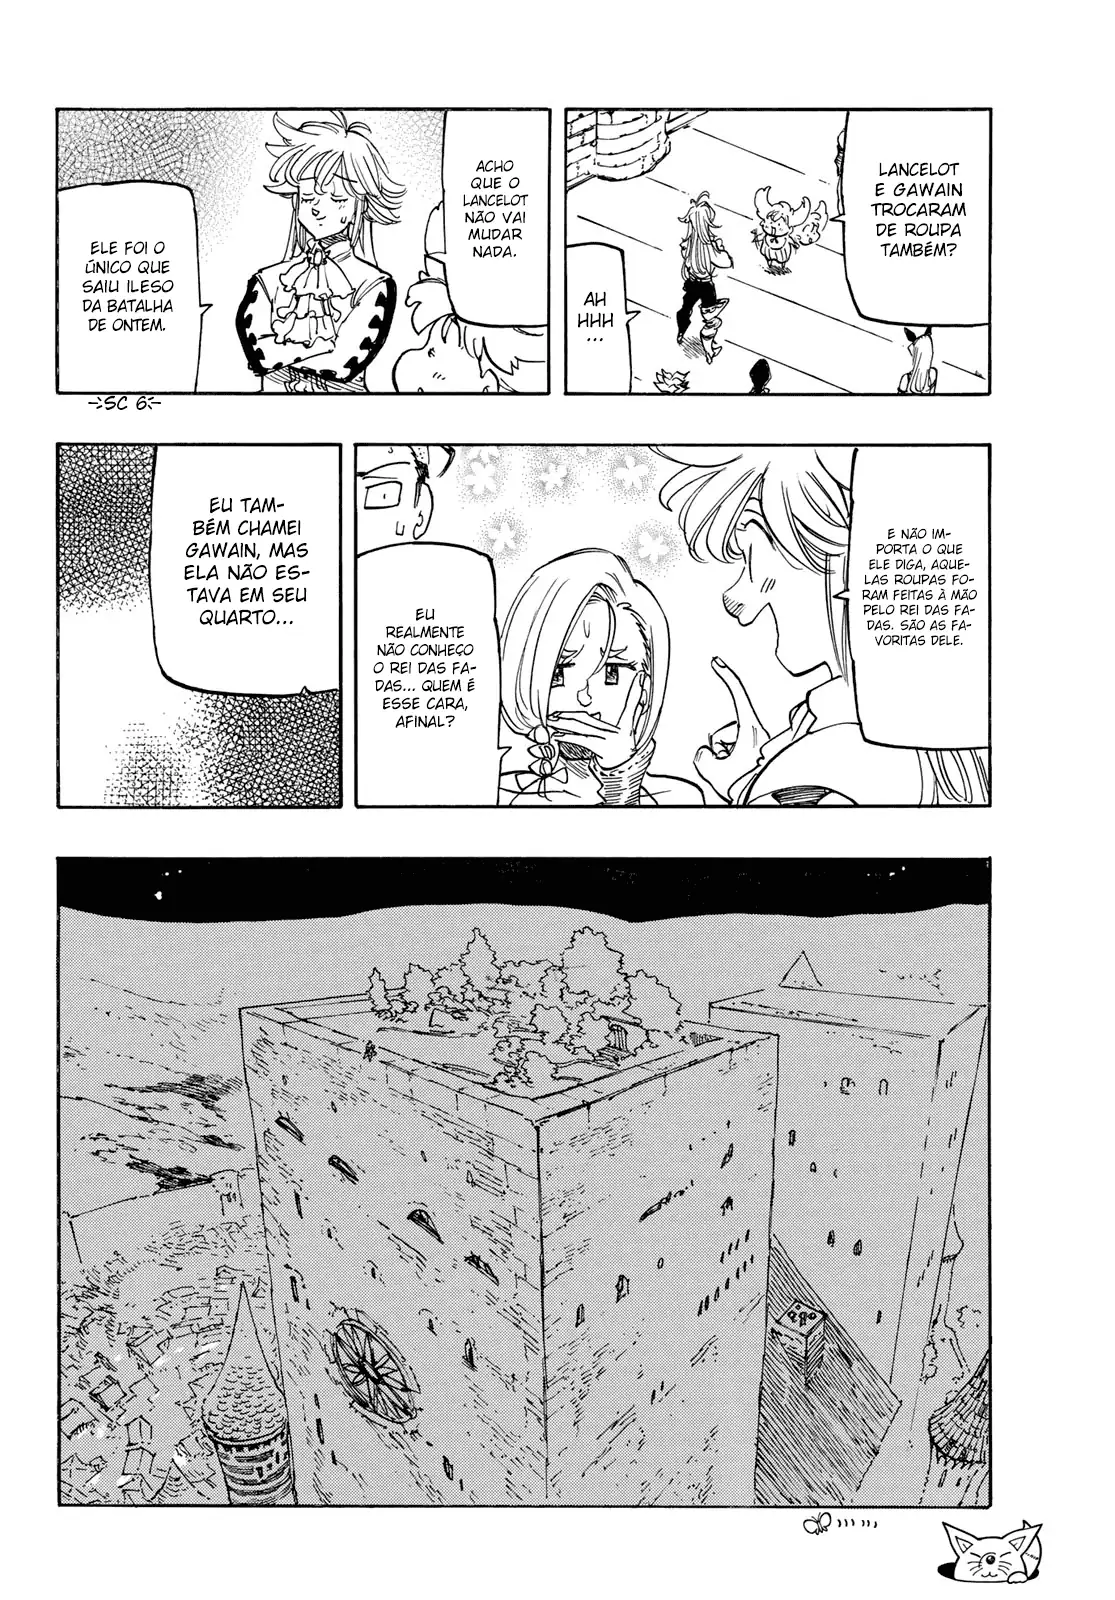 LANCELOT
E GAWAIN
TROCARAM
DE ROUPA
TAMBÉM?
AH
HHH
...
ACHO
QUE O
LANCELOT
NÃO VAI
MUDAR
NADA.
ELE FOI O
ÚNICO QUE
SAIU ILESO
DA BATALHA
DE ONTEM.
SC 6
E NÃO IM-
PORTA O QUE
ELE DIGA, AQUE-
LAS ROUPAS FO-
RAM FEITAS À MÃO
PELO REI DAS FA-
DAS. SÃO AS FA-
VORITAS DELE.
EU
REALMENTE
NÃO CONHEÇO
O REI DAS FA-
DAS... QUEM É
ESSE CARA,
AFINAL?
EU TAM-
BÉM CHAMEI
GAWAIN, MAS
ELA NÃO ES-
TAVA EM SEU
QUARTO...